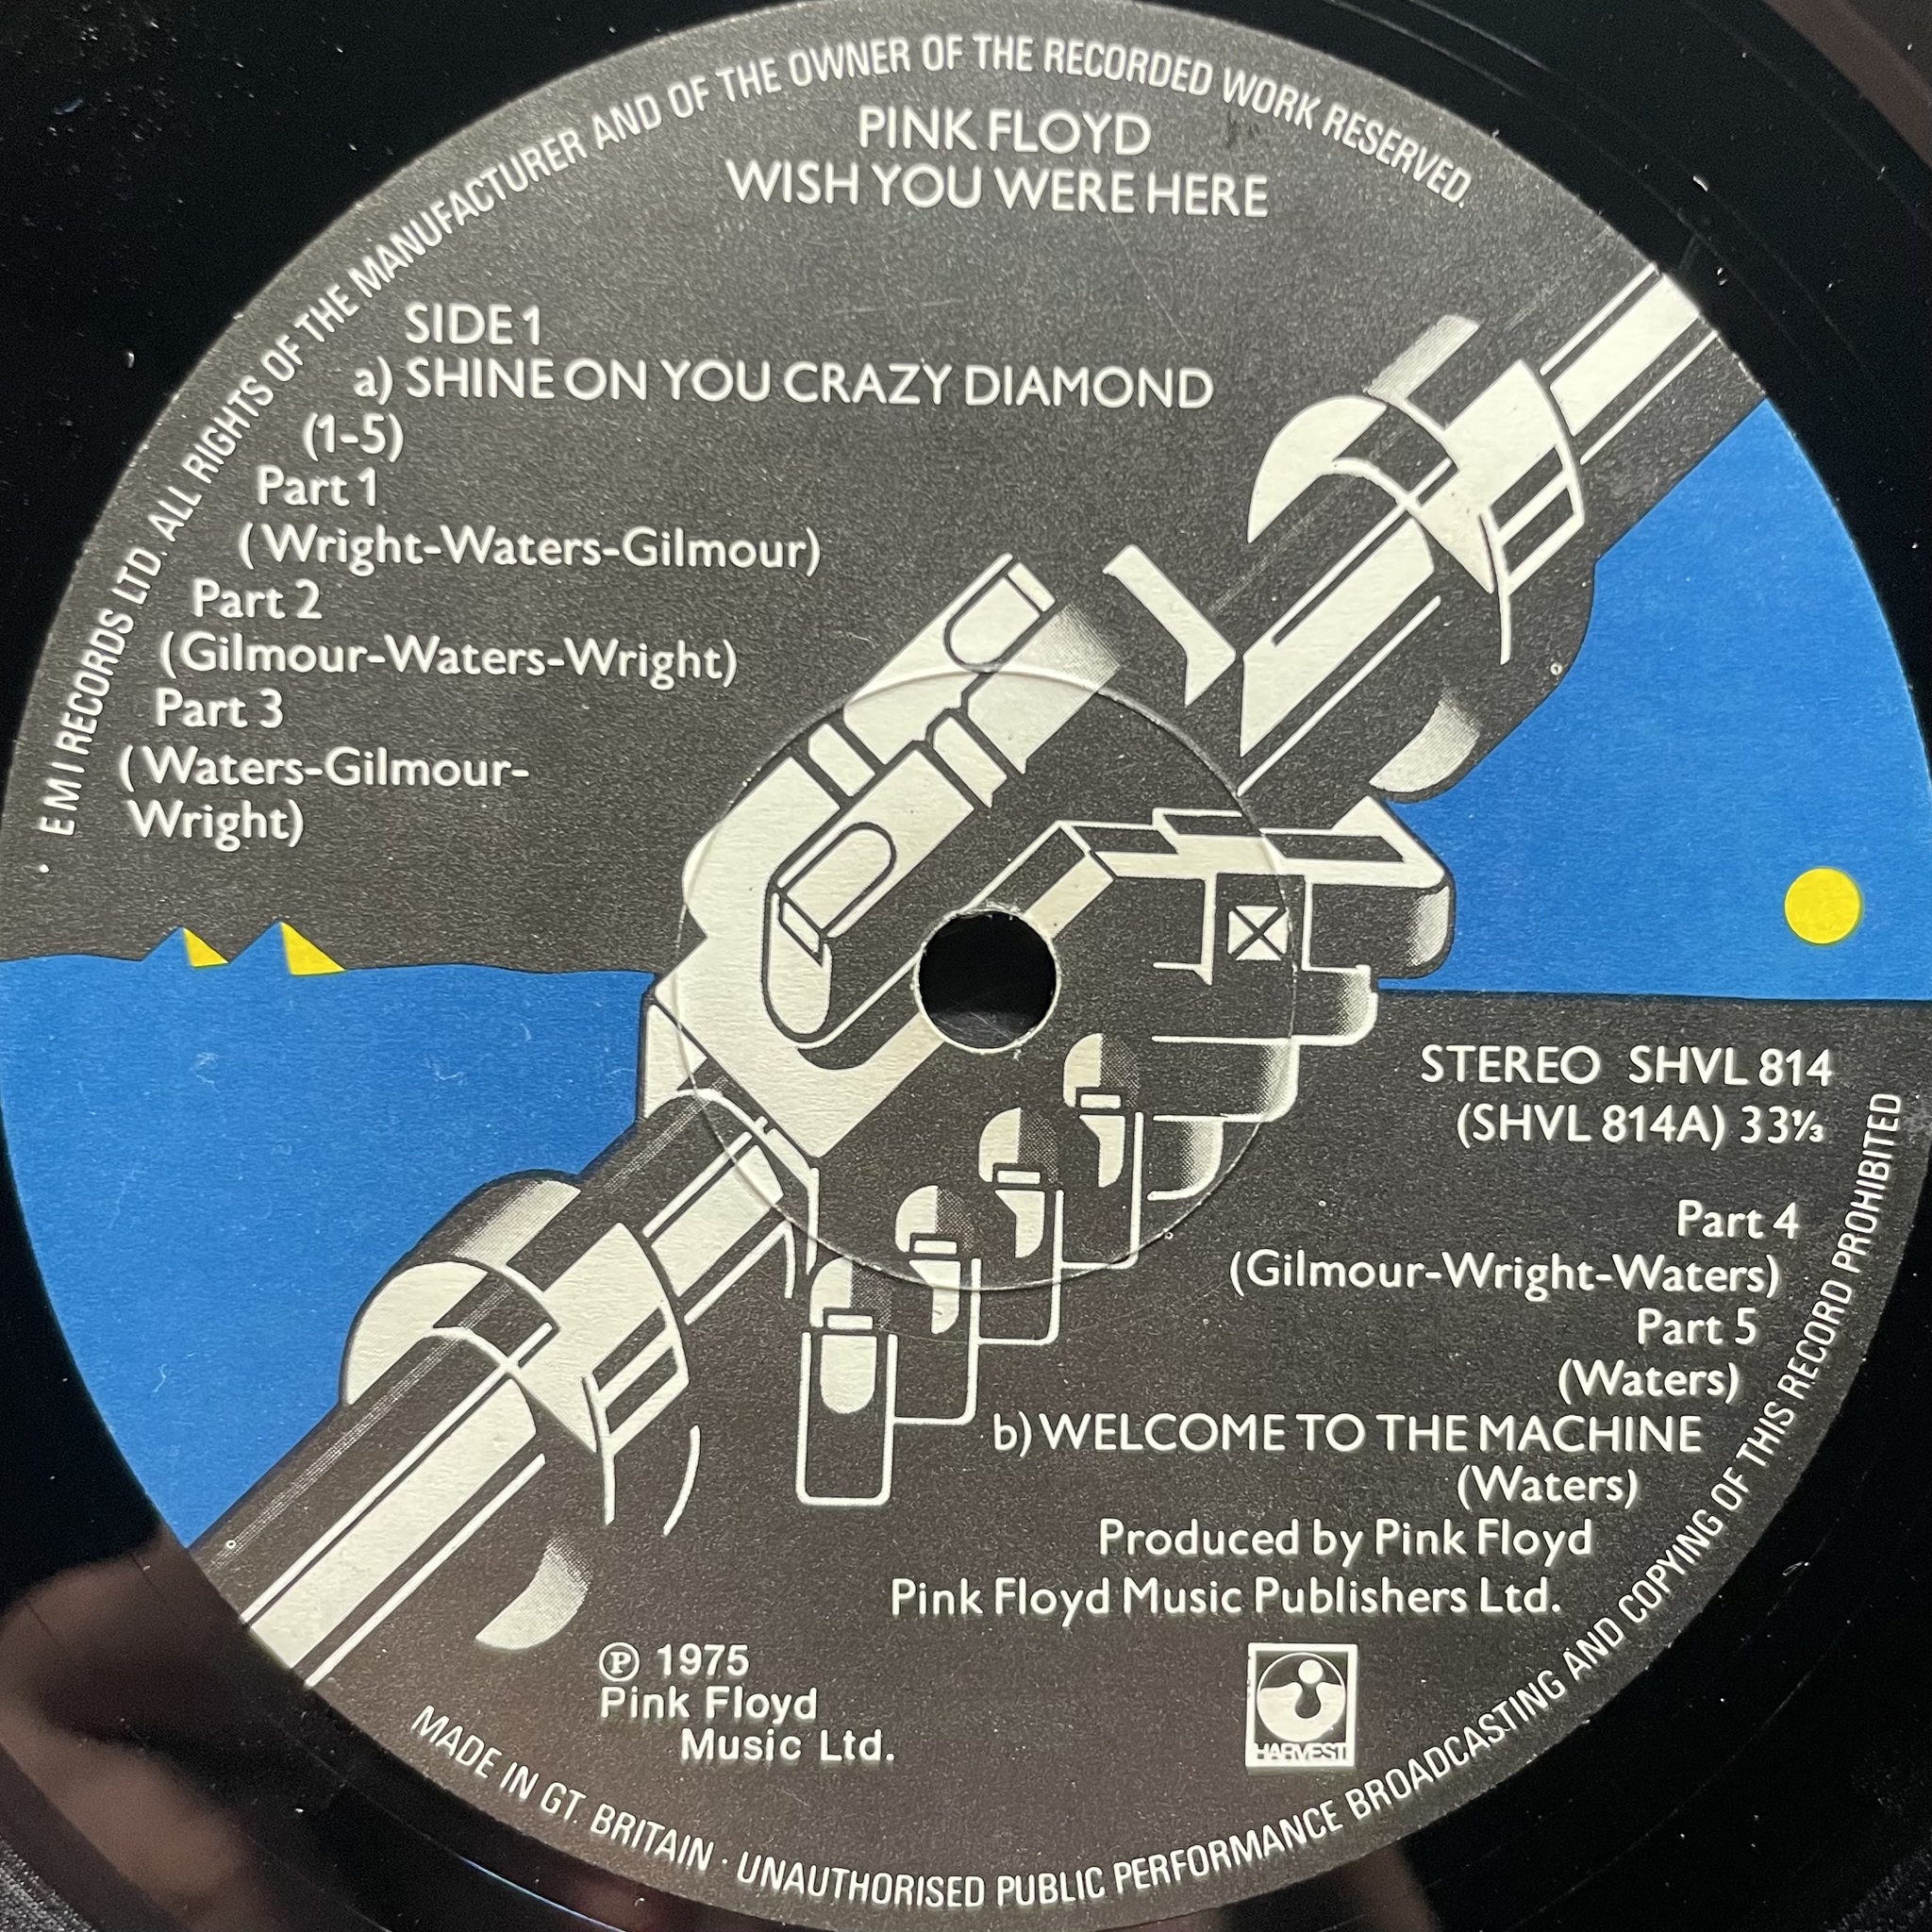 EMI RECORDS LTD. ALL RIGHTS OF THE MANUFACTURER AND OF THE OWNER OF THE RECORDED WORK RESERVED.
PINK FLOYD
WISH YOU WERE HERE
SIDE 1
a) SHINE ON YOU CRAZY DIAMOND
(1-5)
Part 1
(Wright-Waters-Gilmour)
Part 2
(Gilmour-Waters-Wright)
Part 3
(Waters-Gilmour-
Wright)
STEREO SHVL 814
(SHVL 814A) 33⅓
Part 4
(Gilmour-Wright-Waters)
Part 5
(Waters)
b) WELCOME TO THE MACHINE
(Waters)
Produced by Pink Floyd
Pink Floyd Music Publishers Ltd.
℗ 1975
Pink Floyd
Music Ltd.
HARVEST
MADE IN GT. BRITAIN · UNAUTHORISED PUBLIC PERFORMANCE BROADCASTING AND COPYING OF THIS RECORD PROHIBITED